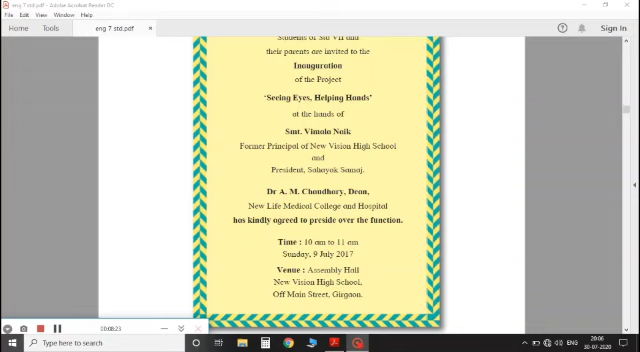 eng 7 std.pdf - Adobe Acrobat Reader DC
File Edit View Window Help
Home Tools eng 7 std.pdf × Sign In
Students of Std VII and
their parents are invited to the
Inauguration
of the Project
‘Seeing Eyes, Helping Hands’
at the hands of
Smt. Vimala Naik
Former Principal of New Vision High School
and
President, Sahayak Samaj.
Dr A. M. Chaudhary, Dean,
New Life Medical College and Hospital
has kindly agreed to preside over the function.
Time : 10 am to 11 am
Sunday, 9 July 2017
Venue : Assembly Hall
New Vision High School,
Off Main Street, Girgaon.
00:08:23
Type here to search
ENG
20:06
30-07-2020